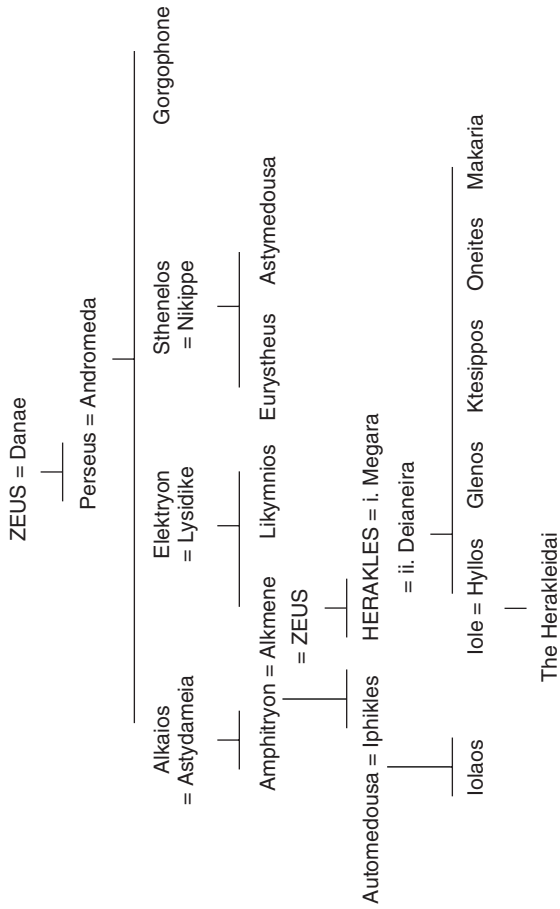 ZEUS = Danae
Perseus = Andromeda
Alkaios
= Astydameia
Elektryon
= Lysidike
Sthenelos
= Nikippe
Gorgophone
Amphitryon = Alkmene
= ZEUS
Likymnios
Eurystheus
Astymedousa
Automedousa = Iphikles
HERAKLES = i. Megara
= ii. Deianeira
Iolaos
Iole = Hyllos
Glenos
Ktesippos
Oneites
Makaria
The Herakleidai